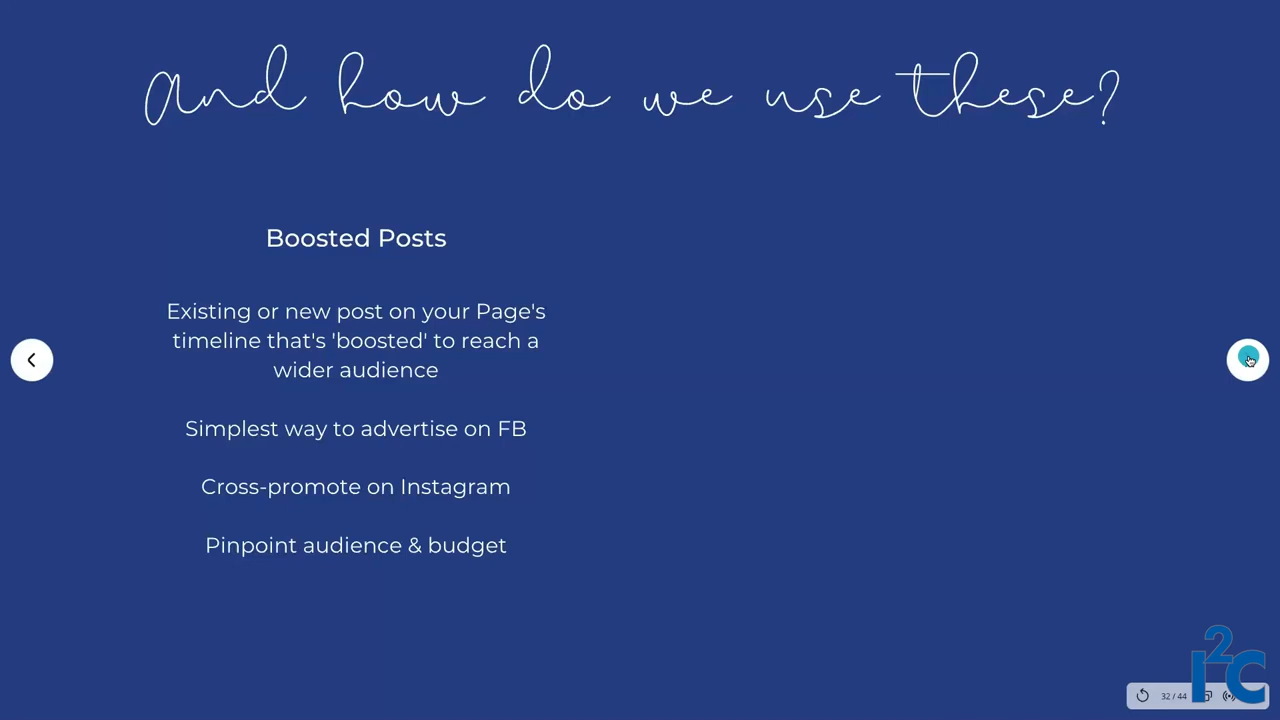 And how do we use these?
Boosted Posts
Existing or new post on your Page's
timeline that's 'boosted' to reach a
wider audience
Simplest way to advertise on FB
Cross-promote on Instagram
Pinpoint audience & budget
I2C
32 / 44